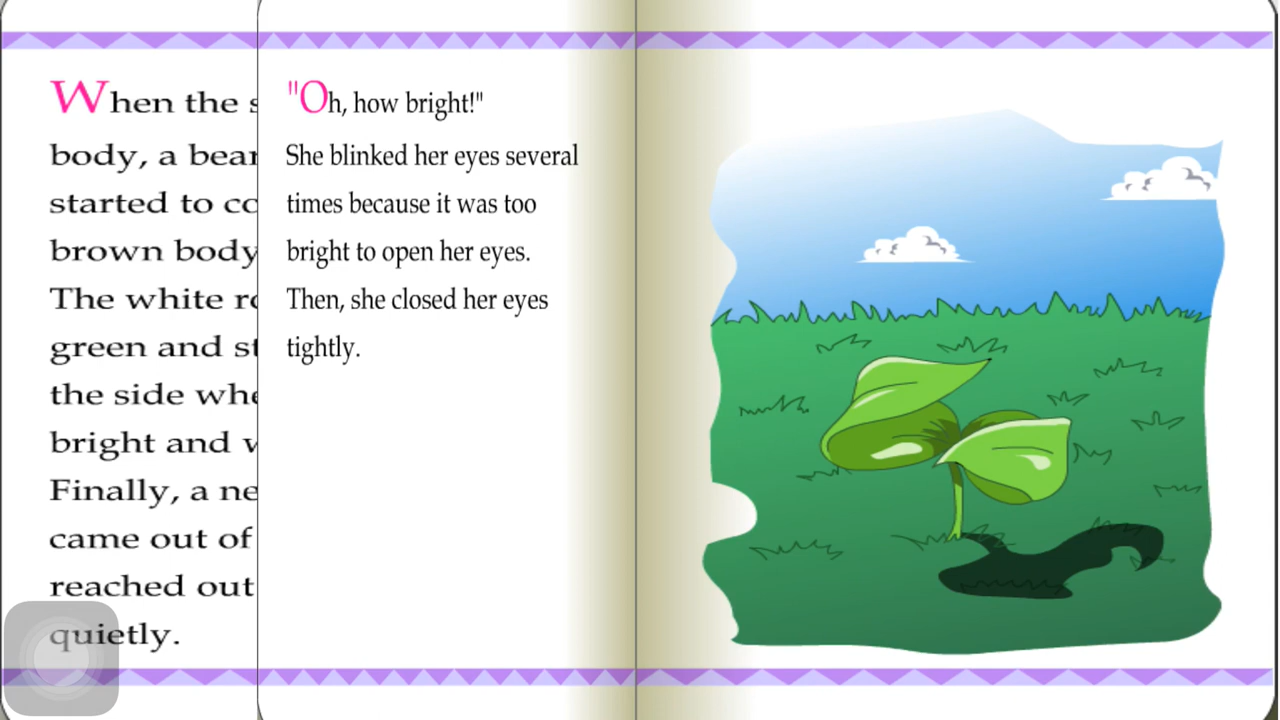 When the
body, a
started to
brown body
The white
green and
the side
bright and
Finally, a
came out of
reached out
quietly.
"Oh, how bright!"
She blinked her eyes several
times because it was too
bright to open her eyes.
Then, she closed her eyes
tightly.